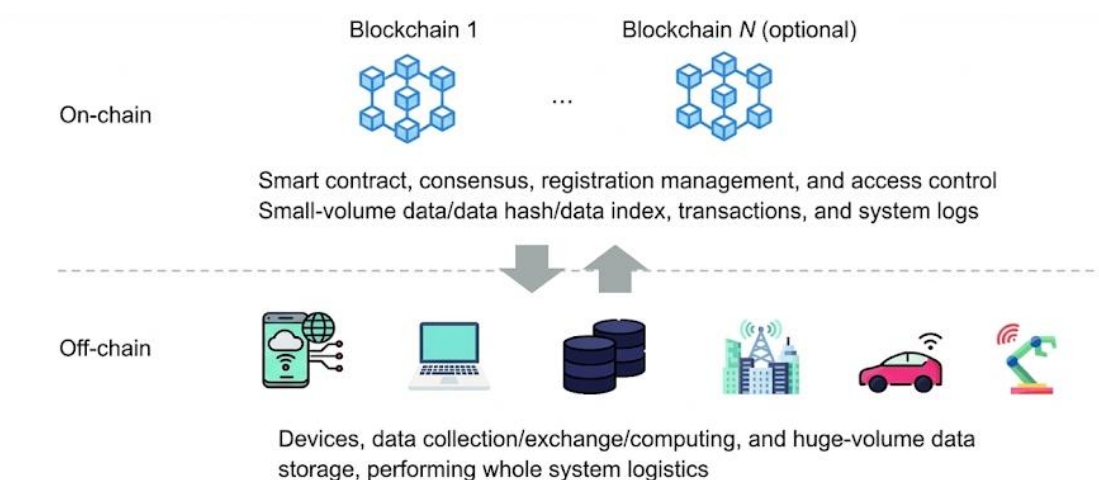 Blockchain 1
Blockchain N (optional)
On-chain
...
Smart contract, consensus, registration management, and access control
Small-volume data/data hash/data index, transactions, and system logs
Off-chain
Devices, data collection/exchange/computing, and huge-volume data
storage, performing whole system logistics